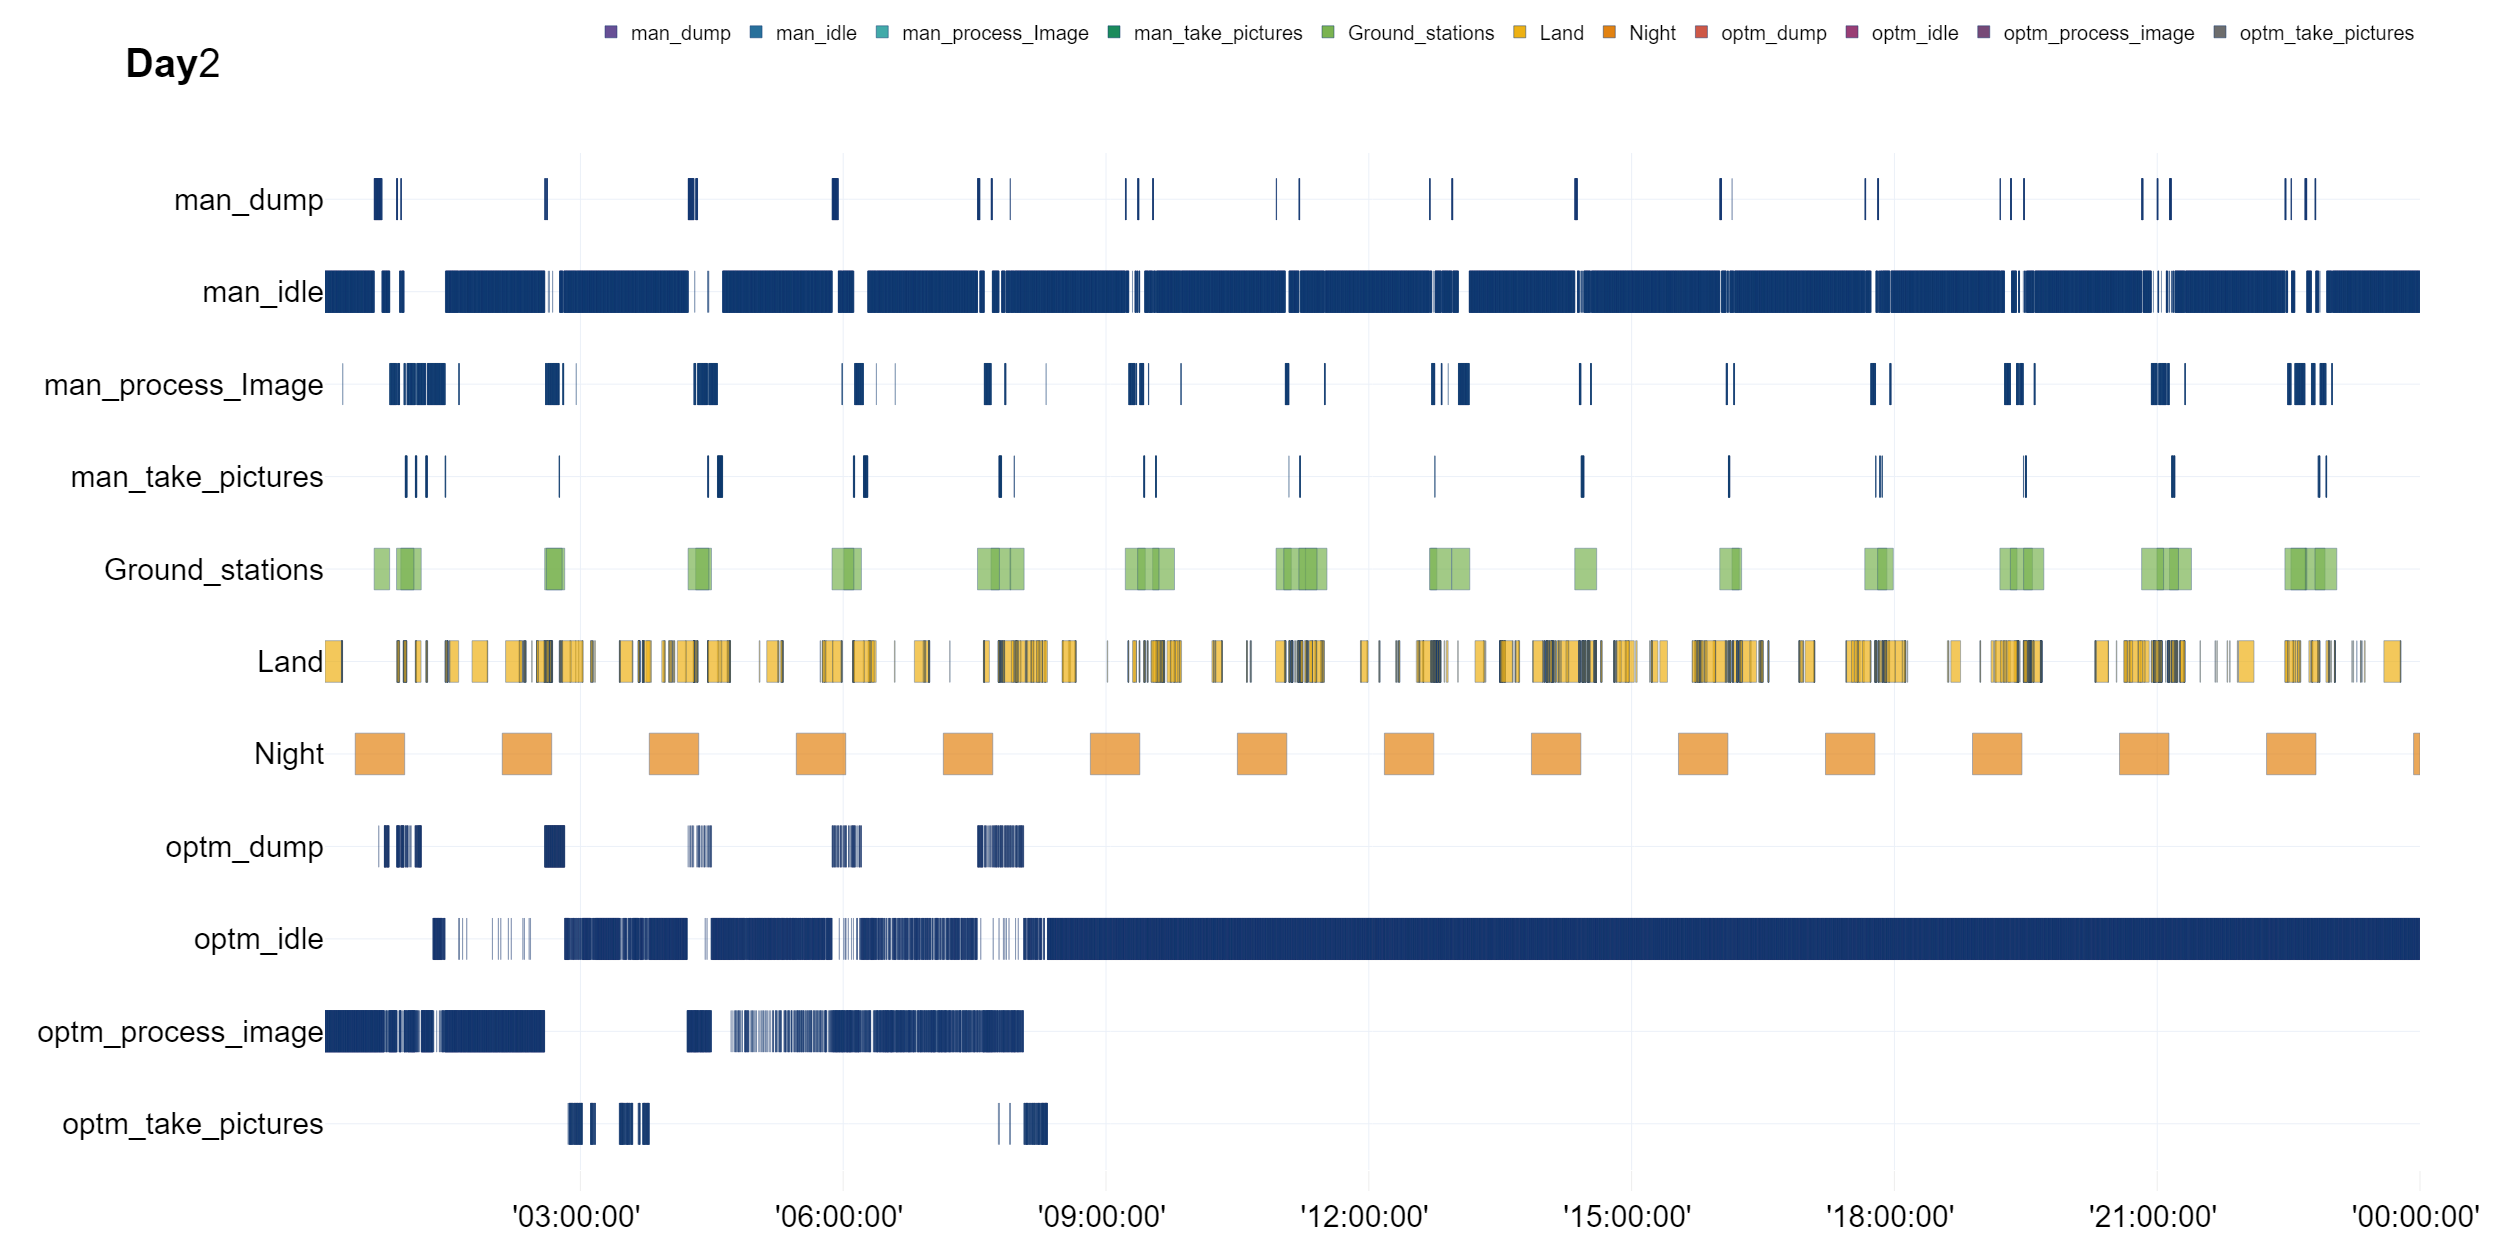 man_dump man_idle man_process_Image man_take_pictures Ground_stations Land Night optm_dump optm_idle optm_process_image optm_take_pictures
Day2
man_dump
man_idle
man_process_Image
man_take_pictures
Ground_stations
Land
Night
optm_dump
optm_idle
optm_process_image
optm_take_pictures
'03:00:00' '06:00:00' '09:00:00' '12:00:00' '15:00:00' '18:00:00' '21:00:00' '00:00:00'